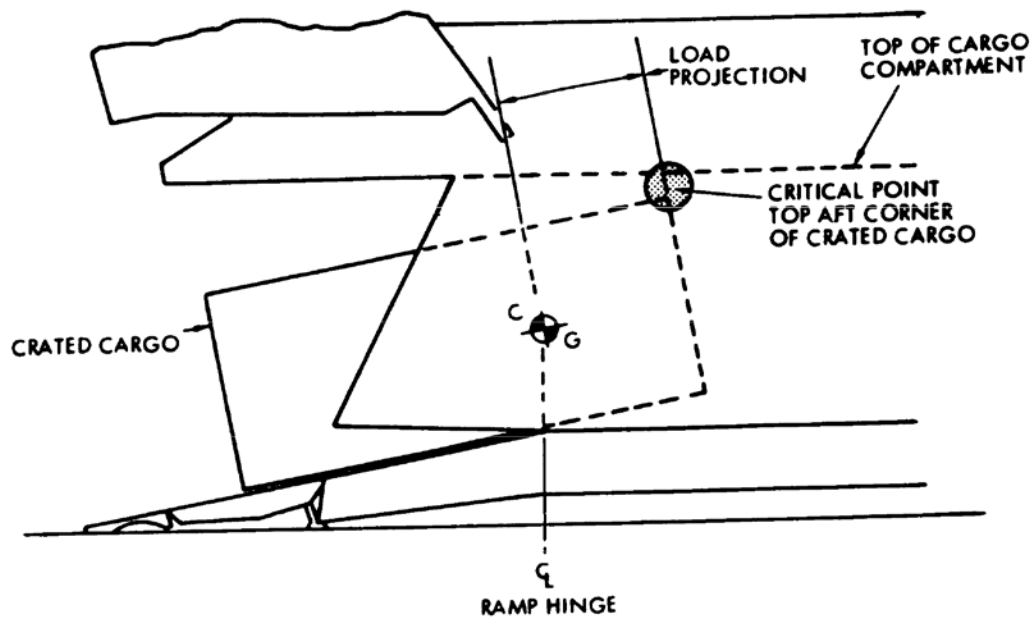 LOAD
PROJECTION
TOP OF CARGO
COMPARTMENT
CRITICAL POINT
TOP AFT CORNER
OF CRATED CARGO
C
G
CRATED CARGO
℄
RAMP HINGE